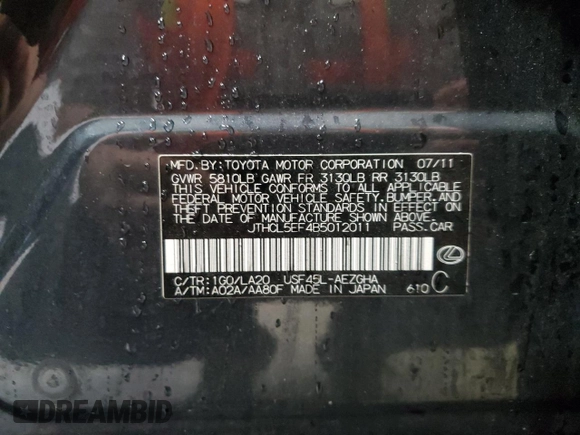 MFD. BY: TOYOTA MOTOR CORPORATION 07/11
GVWR 5810LB GAWR FR 3130LB RR 3130LB
THIS VEHICLE CONFORMS TO ALL APPLICABLE
FEDERAL MOTOR VEHICLE SAFETY, BUMPER, AND
THEFT PREVENTION STANDARDS IN EFFECT ON
THE DATE OF MANUFACTURE SHOWN ABOVE.
JTHCL5EF4B5012011 PASS.CAR
C/TR:1G0/LA20 USF45L-AEZGHA
A/TM:A02A/AA80F MADE IN JAPAN 6T0 C
DREAMBID